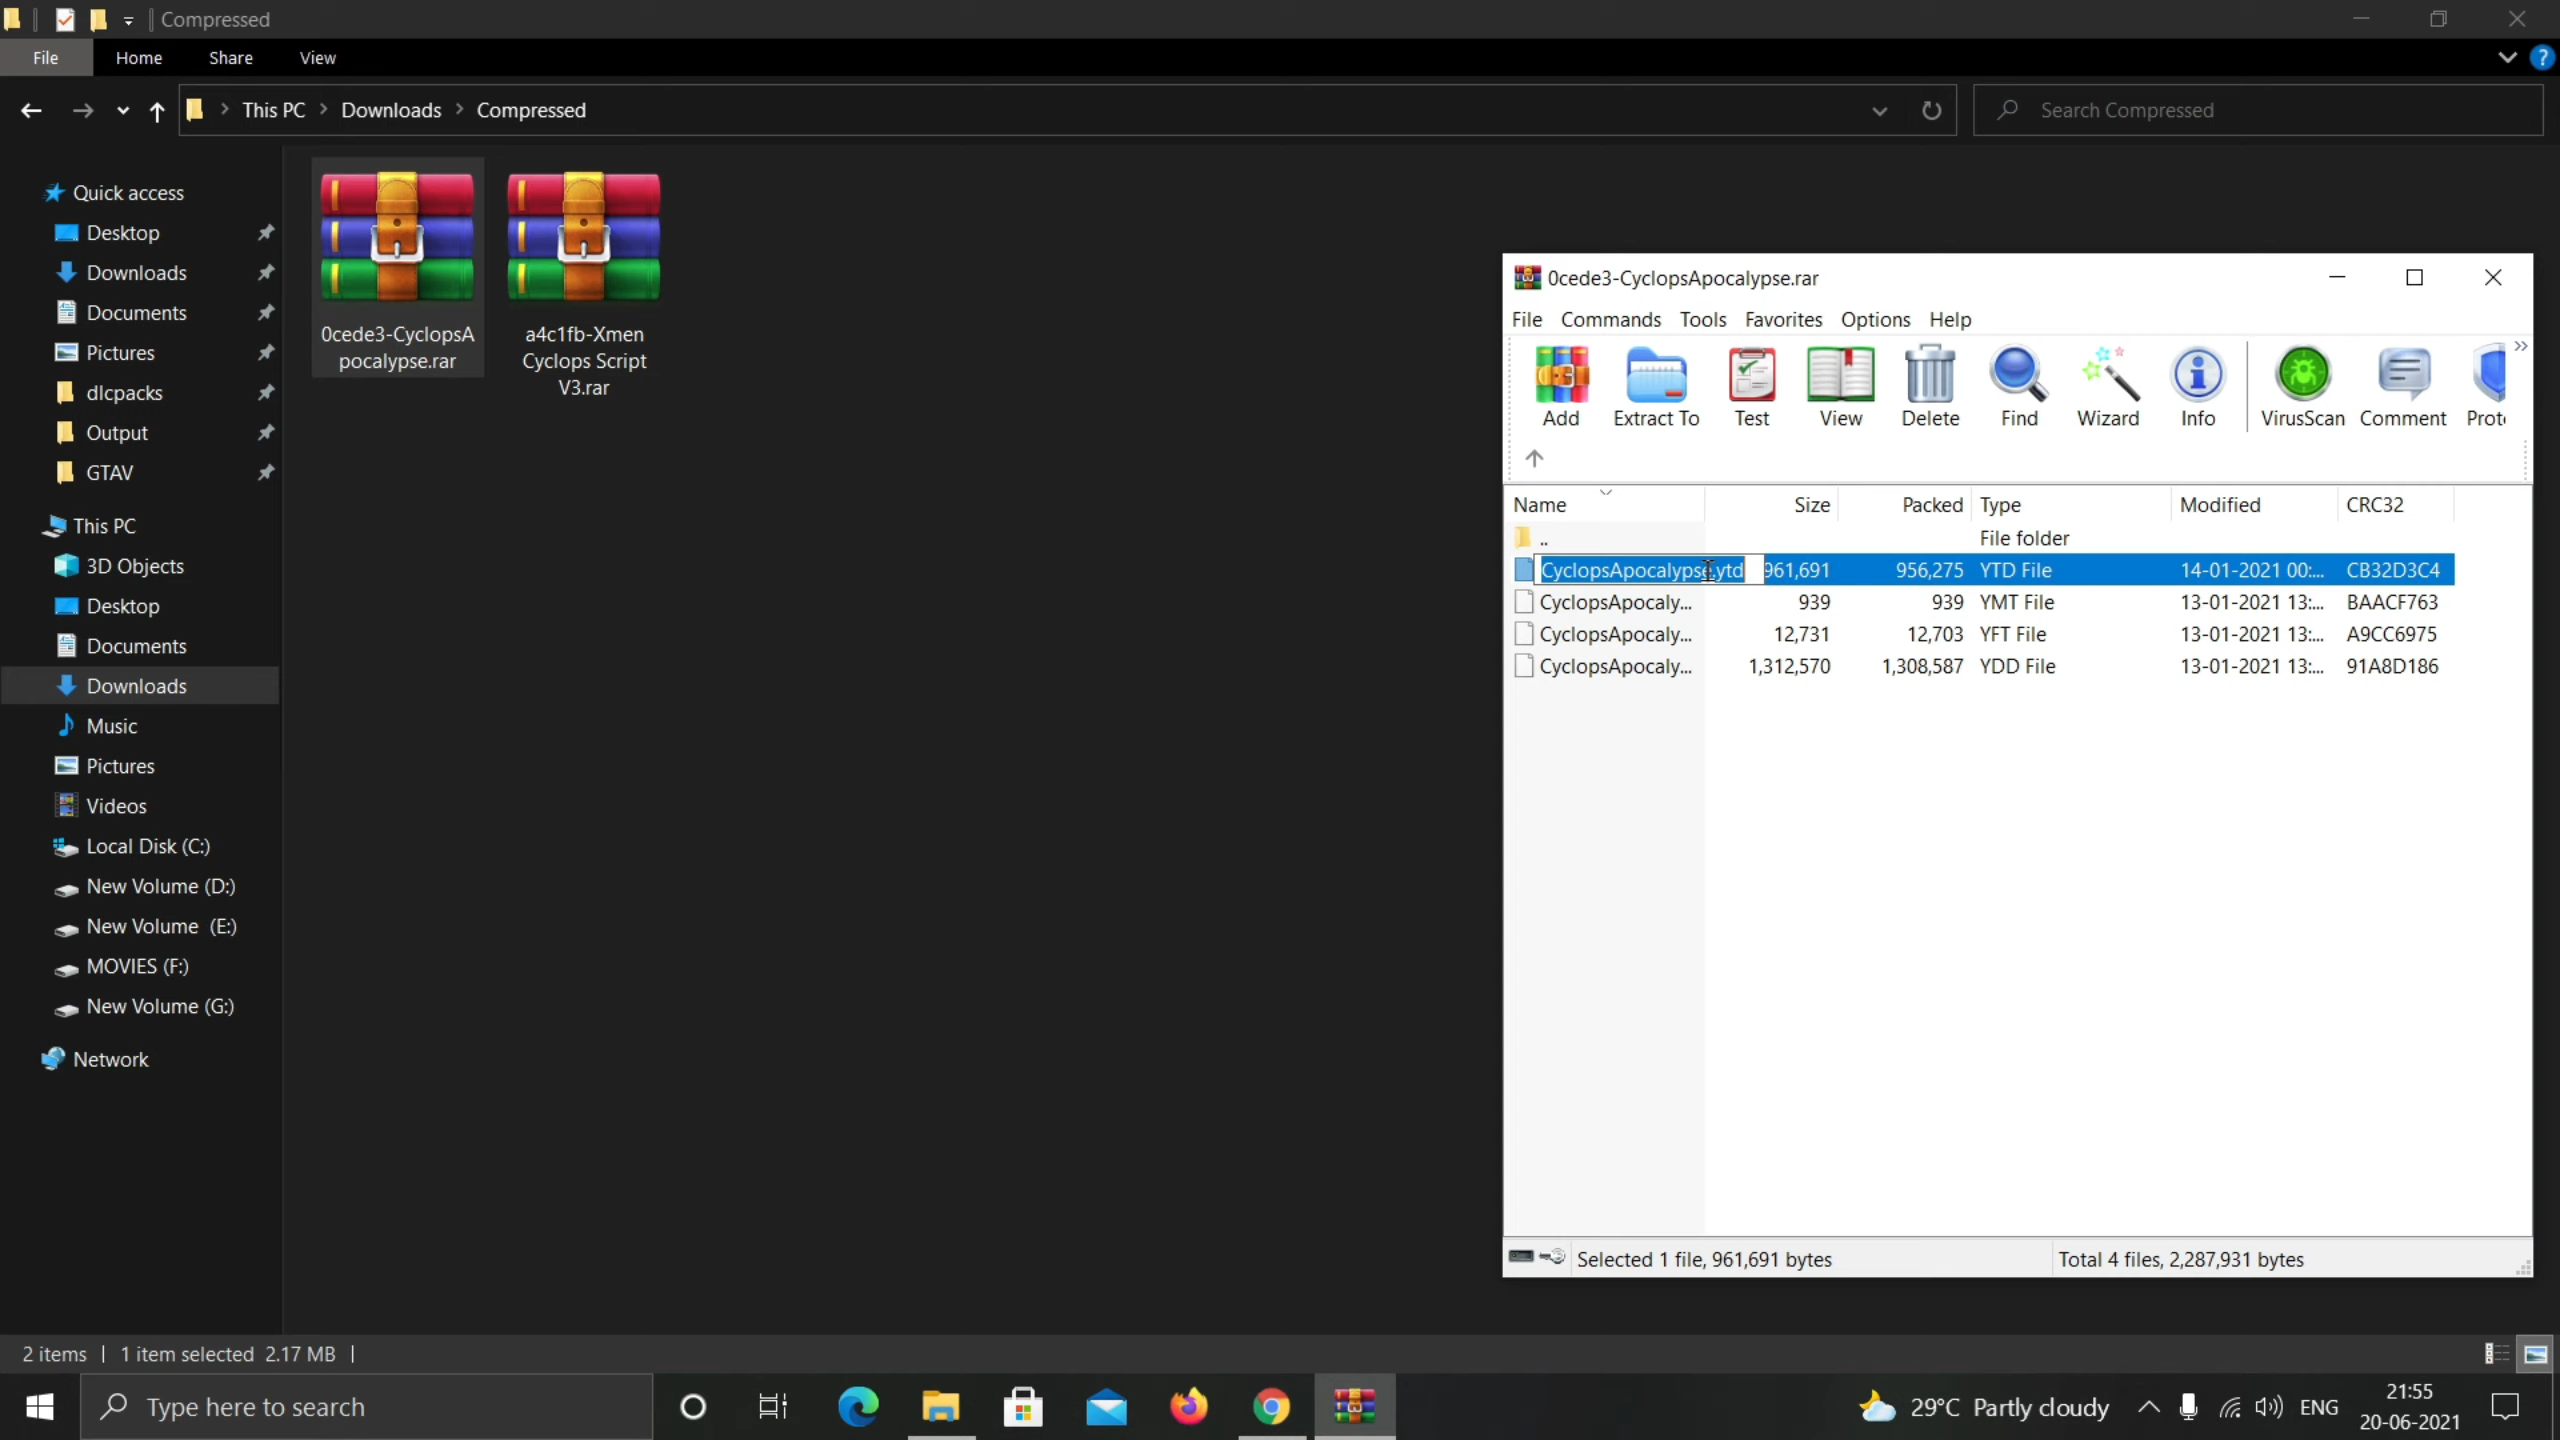 Compressed
File Home Share View
This PC > Downloads > Compressed
Search Compressed
Quick access
Desktop
Downloads
Documents
Pictures
dlcpacks
Output
GTAV
This PC
3D Objects
Desktop
Documents
Downloads
Music
Pictures
Videos
Local Disk (C:)
New Volume (D:)
New Volume (E:)
MOVIES (F:)
New Volume (G:)
Network
0cede3-CyclopsA
pocalypse.rar
a4c1fb-Xmen
Cyclops Script
V3.rar
0cede3-CyclopsApocalypse.rar
File Commands Tools Favorites Options Help
Add Extract To Test View Delete Find Wizard Info VirusScan Comment Prote
Name Size Packed Type Modified CRC32
.. File folder
CyclopsApocalypse.ytd 961,691 956,275 YTD File 14-01-2021 00:... CB32D3C4
CyclopsApocaly... 939 939 YMT File 13-01-2021 13:... BAACF763
CyclopsApocaly... 12,731 12,703 YFT File 13-01-2021 13:... A9CC6975
CyclopsApocaly... 1,312,570 1,308,587 YDD File 13-01-2021 13:... 91A8D186
Selected 1 file, 961,691 bytes Total 4 files, 2,287,931 bytes
2 items 1 item selected 2.17 MB
Type here to search
29°C Partly cloudy
ENG
21:55
20-06-2021